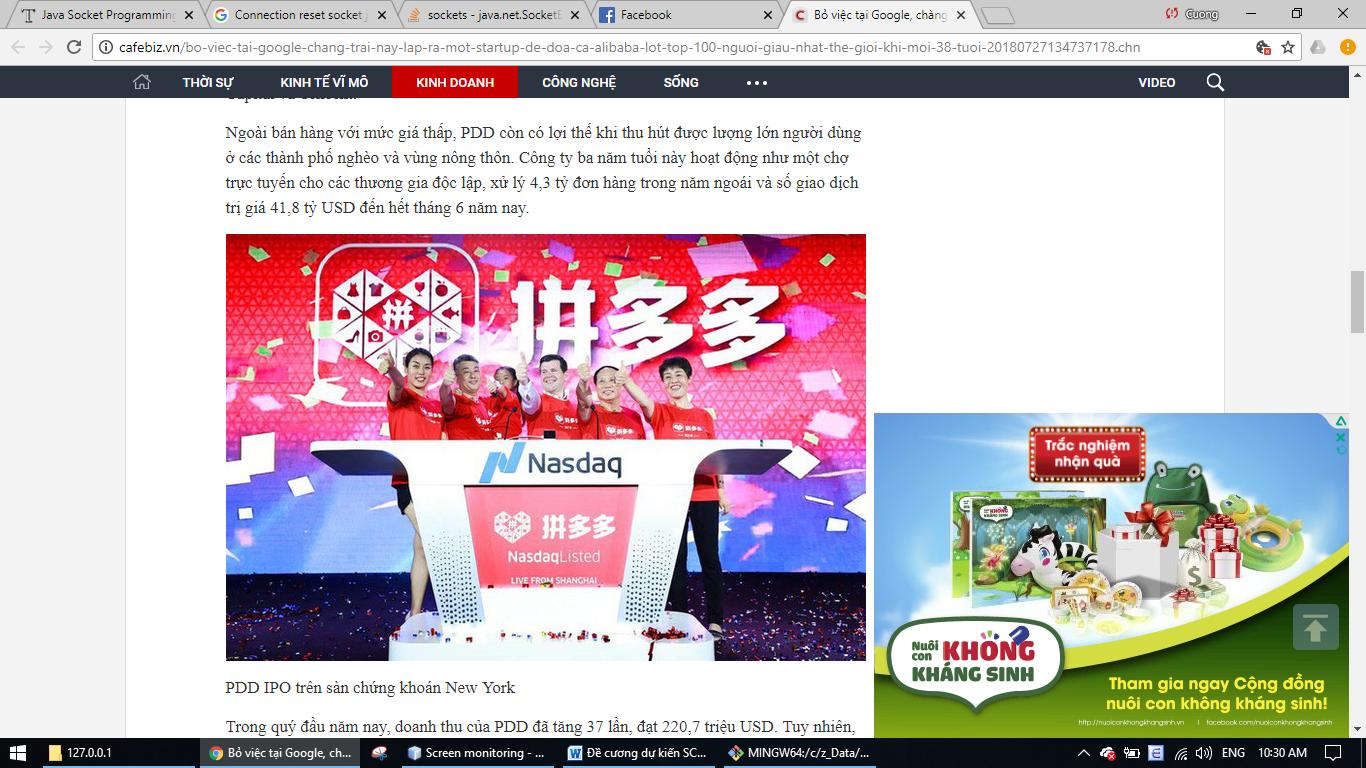 Java Socket Programming
Connection reset socket j
sockets - java.net.SocketE
Facebook
Bỏ việc tại Google, chàng
Cuong
cafebiz.vn/bo-viec-tai-google-chang-trai-nay-lap-ra-mot-startup-de-doa-ca-alibaba-lot-top-100-nguoi-giau-nhat-the-gioi-khi-moi-38-tuoi-20180727134737178.chn
THỜI SỰ
KINH TẾ VĨ MÔ
KINH DOANH
CÔNG NGHỆ
SỐNG
VIDEO
Ngoài bán hàng với mức giá thấp, PDD còn có lợi thế khi thu hút được lượng lớn người dùng
ở các thành phố nghèo và vùng nông thôn. Công ty ba năm tuổi này hoạt động như một chợ
trực tuyến cho các thương gia độc lập, xử lý 4,3 tỷ đơn hàng trong năm ngoái và số giao dịch
trị giá 41,8 tỷ USD đến hết tháng 6 năm nay.
拼
拼多多
拼多多
Nasdaq
拼
拼多多
NasdaqListed
LIVE FROM SHANGHAI
PDD IPO trên sàn chứng khoán New York
Trong quý đầu năm nay, doanh thu của PDD đã tăng 37 lần, đạt 220,7 triệu USD. Tuy nhiên,
Trắc nghiệm
nhận quà
KHÔNG
KHÁNG SINH
$
Nuôi con KHÔNG
KHÁNG SINH
Tham gia ngay Cộng đồng
nuôi con không kháng sinh!
http://nuoiconkhongkhangsinh.vn | facebook.com/nuoiconkhongkhangsinh
127.0.0.1
Bỏ việc tại Google, ch...
Screen monitoring - ...
Đề cương dự kiến SC...
MINGW64:/c/z_Data/...
ENG
10:30 AM